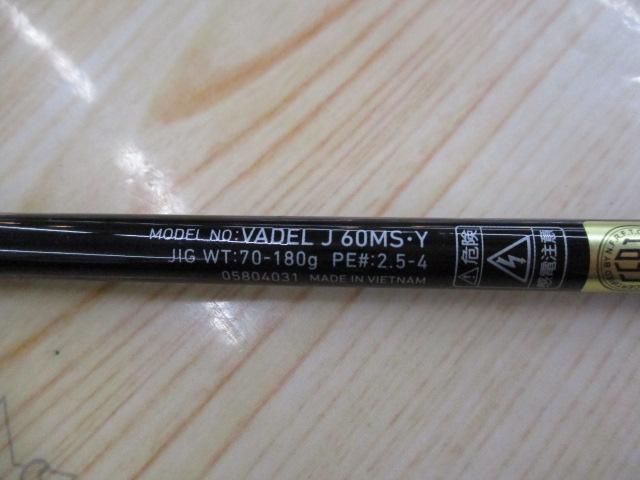 MODEL NO:VADEL J 60MS•Y
JIG WT:70-180g PE#:2.5-4
05804031 MADE IN VIETNAM
危険
感電注意